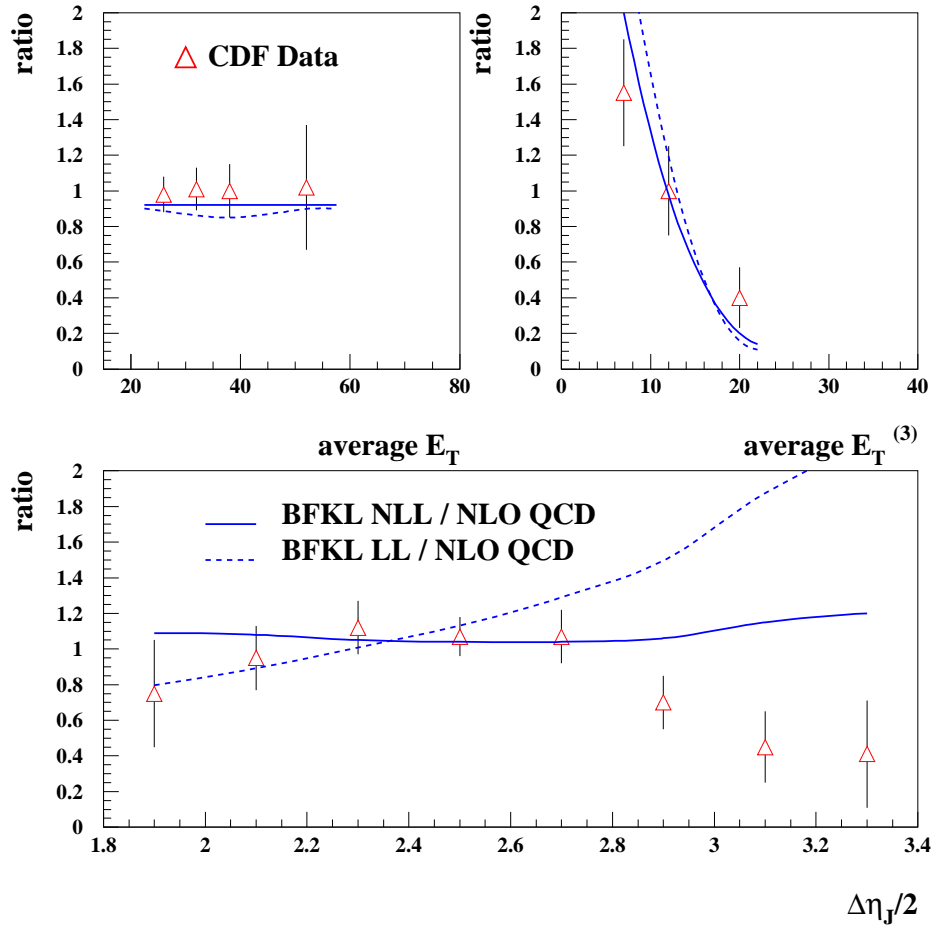 ratio
2
1.8
1.6
1.4
1.2
1
0.8
0.6
0.4
0.2
0
CDF Data
20 40 60 80
average E_T
ratio
2
1.8
1.6
1.4
1.2
1
0.8
0.6
0.4
0.2
0
0 10 20 30 40
average E_T^(3)
ratio
2
1.8
1.6
1.4
1.2
1
0.8
0.6
0.4
0.2
0
BFKL NLL / NLO QCD
BFKL LL / NLO QCD
1.8 2 2.2 2.4 2.6 2.8 3 3.2 3.4
Δη_J/2